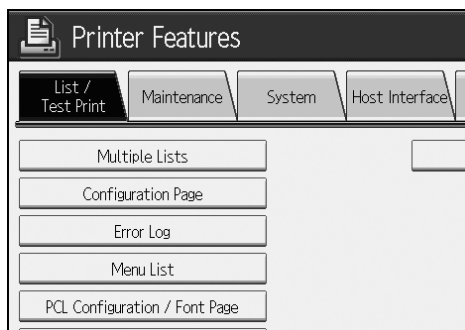 Printer Features
List /
Test Print
Maintenance
System
Host Interface
Multiple Lists
Configuration Page
Error Log
Menu List
PCL Configuration / Font Page